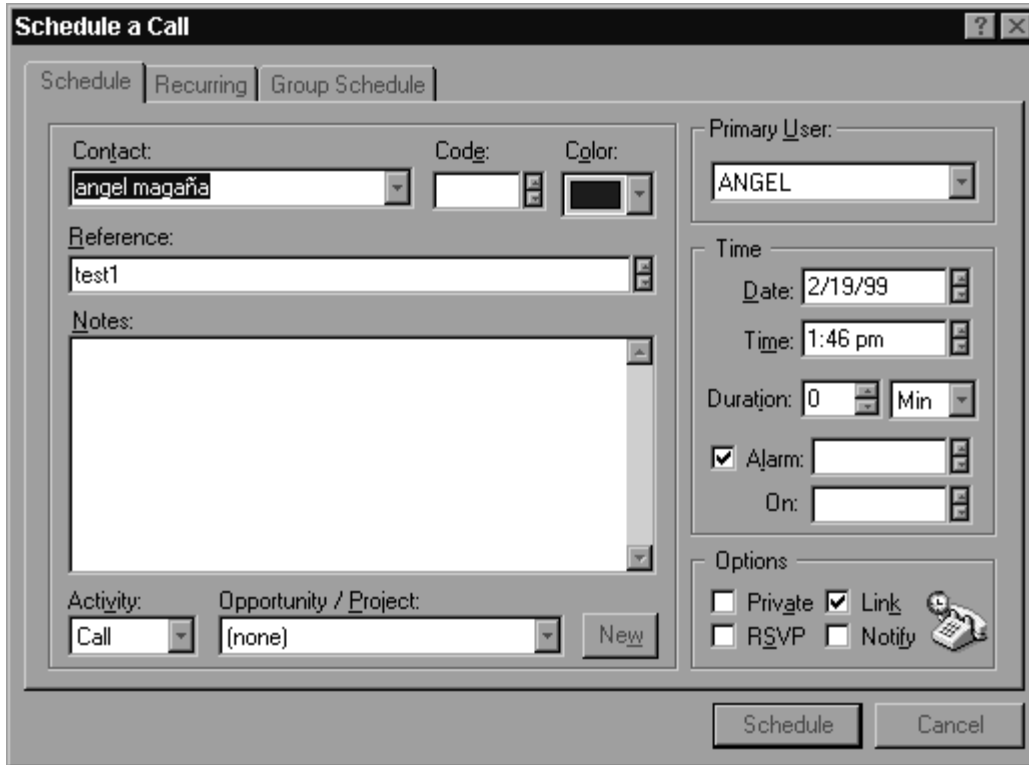 Schedule a Call
Schedule Recurring Group Schedule
Contact: Code: Color:
angel magaña
Reference:
test1
Notes:
Activity: Opportunity / Project:
Call (none) New
Primary User:
ANGEL
Time
Date: 2/19/99
Time: 1:46 pm
Duration: 0 Min
Alarm:
On:
Options
Private Link
RSVP Notify
Schedule Cancel